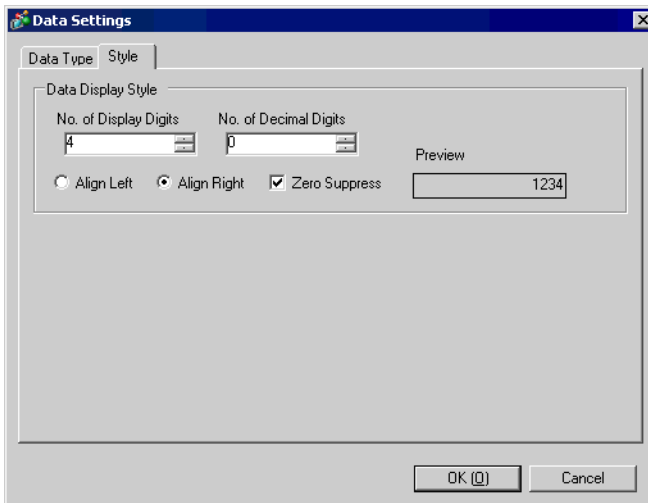 Data Settings
Data Type Style
Data Display Style
No. of Display Digits No. of Decimal Digits
4 0
Preview
Align Left Align Right Zero Suppress 1234
OK (O) Cancel